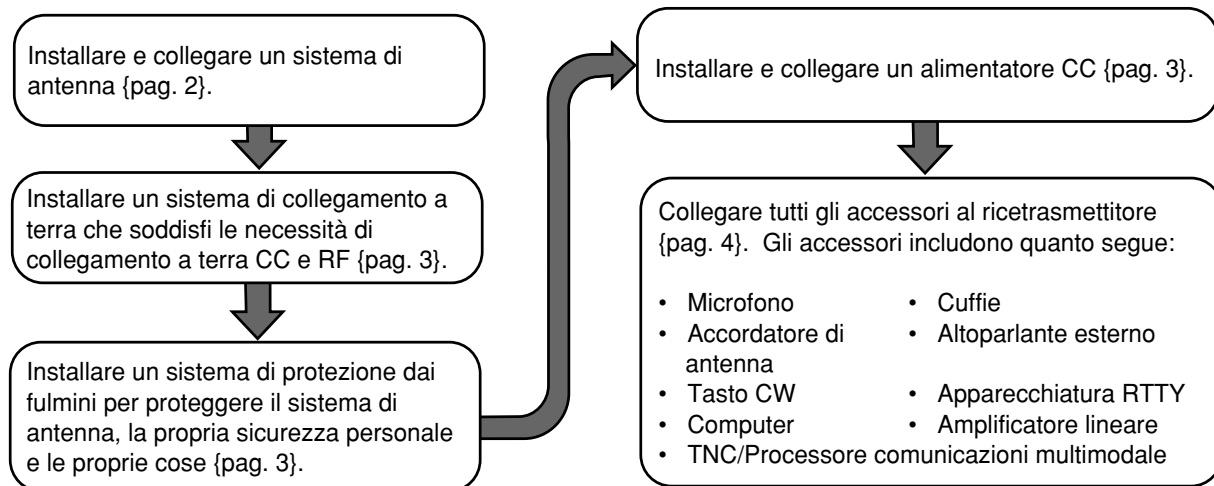 Installare e collegare un sistema di
antenna {pag. 2}.
Installare un sistema di collegamento a
terra che soddisfi le necessità di
collegamento a terra CC e RF {pag. 3}.
Installare un sistema di protezione dai
fulmini per proteggere il sistema di
antenna, la propria sicurezza personale
e le proprie cose {pag. 3}.
Installare e collegare un alimentatore CC {pag. 3}.
Collegare tutti gli accessori al ricetrasmettitore
{pag. 4}.  Gli accessori includono quanto segue:
• Microfono
• Cuffie
• Accordatore di
antenna
• Altoparlante esterno
• Tasto CW
• Apparecchiatura RTTY
• Computer
• Amplificatore lineare
• TNC/Processore comunicazioni multimodale